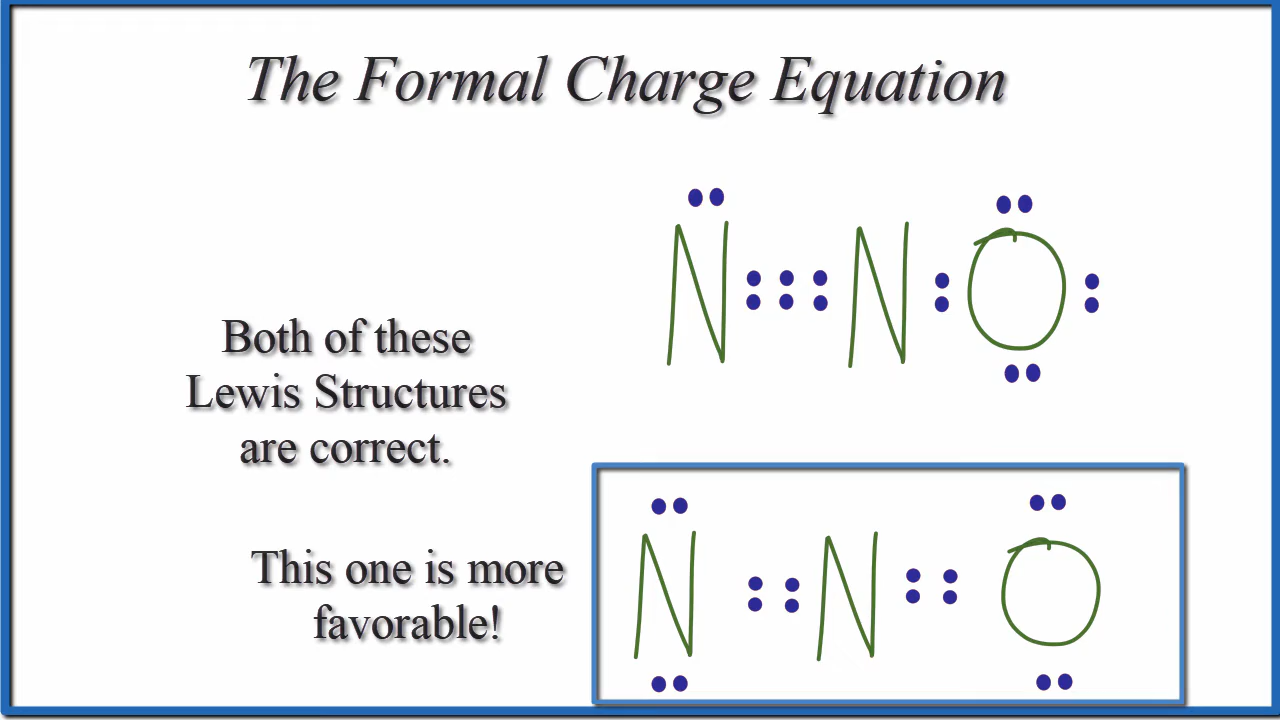 The Formal Charge Equation
N N O
Both of these
Lewis Structures
are correct.
This one is more
favorable!
N N O